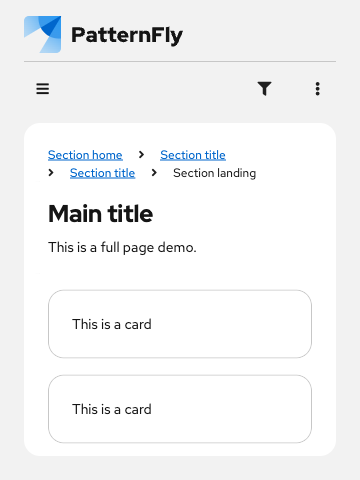 PatternFly
Section home Section title
Section title Section landing
Main title
This is a full page demo.
This is a card
This is a card